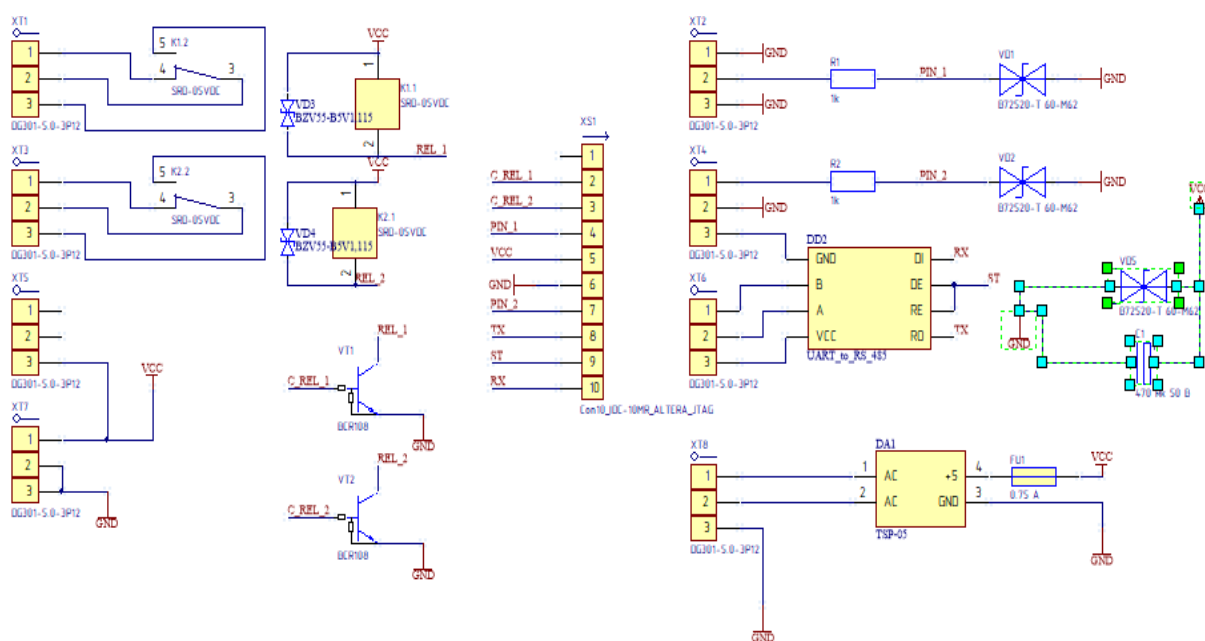 XT1
1
2
3
DG301-5.0-3P12
5
K1.2
4
3
SRD-05VDC
VCC
1
K1.1
SRD-05VDC
VD3
BZV55-B5V1,115
2
REL_1
XT3
1
2
3
DG301-5.0-3P12
5
K2.2
4
3
SRD-05VDC
VCC
1
K2.1
SRD-05VDC
VD4
BZV55-B5V1,115
2
REL_2
XT5
1
2
3
DG301-5.0-3P12
VCC
XT7
1
2
3
DG301-5.0-3P12
GND
REL_1
VT1
C_REL_1
BCR108
GND
REL_2
VT2
C_REL_2
BCR108
GND
XS1
1
C_REL_1
2
C_REL_2
3
PIN_1
4
VCC
5
GND
6
PIN_2
7
TX
8
ST
9
RX
10
Con10_IDC-10MR_ALTERA_JTAG
XT2
1
GND
2
3
GND
DG301-5.0-3P12
R1
1k
PIN_1
VD1
B72520-T 60-M62
GND
XT4
1
2
GND
3
DG301-5.0-3P12
R2
1k
PIN_2
VD2
B72520-T 60-M62
GND
XT6
1
2
3
DG301-5.0-3P12
DD2
GND
DI
RX
B
DE
ST
A
RE
VCC
RO
TX
UART_to_RS_485
VD5
B72520-T 60-M62
GND
C1
XT8
1
2
3
DG301-5.0-3P12
GND
DA1
1
AC
+5
4
2
AC
GND
3
TSP-05
FU1
0.75 A
VCC
GND